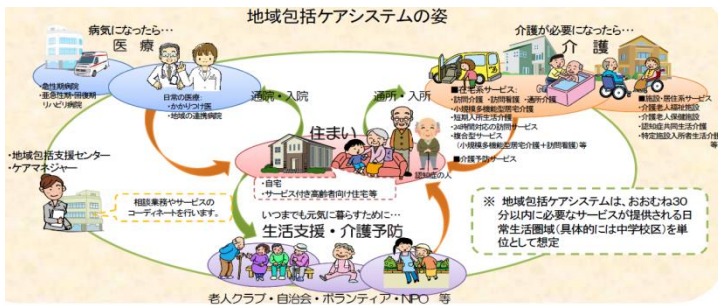 地域包括ケアシステムの姿
病気になったら…
医療
・急性期病院
・亜急性期・回復期
リハビリ病院
日常の医療:
・かかりつけ医
・地域の連携病院
通院・入院
通所・入所
介護が必要になったら…
介護
■在宅系サービス:
・訪問介護・訪問看護・通所介護
・小規模多機能型居宅介護
・短期入所生活介護
・24時間対応の訪問サービス
・複合型サービス
(小規模多機能型居宅介護+訪問看護)等
■介護予防サービス
■施設・居住系サービス
・介護老人福祉施設
・介護老人保健施設
・認知症共同生活介護
・特定施設入所者生活介護
等
住まい
認知症の人
・自宅
・サービス付き高齢者向け住宅等
・地域包括支援センター
・ケアマネジャー
相談業務やサービスの
コーディネートを行います。
いつまでも元気に暮らすために…
生活支援・介護予防
老人クラブ・自治会・ボランティア・NPO 等
※ 地域包括ケアシステムは、おおむね30
分以内に必要なサービスが提供される日
常生活圏域(具体的には中学校区)を単
位として想定